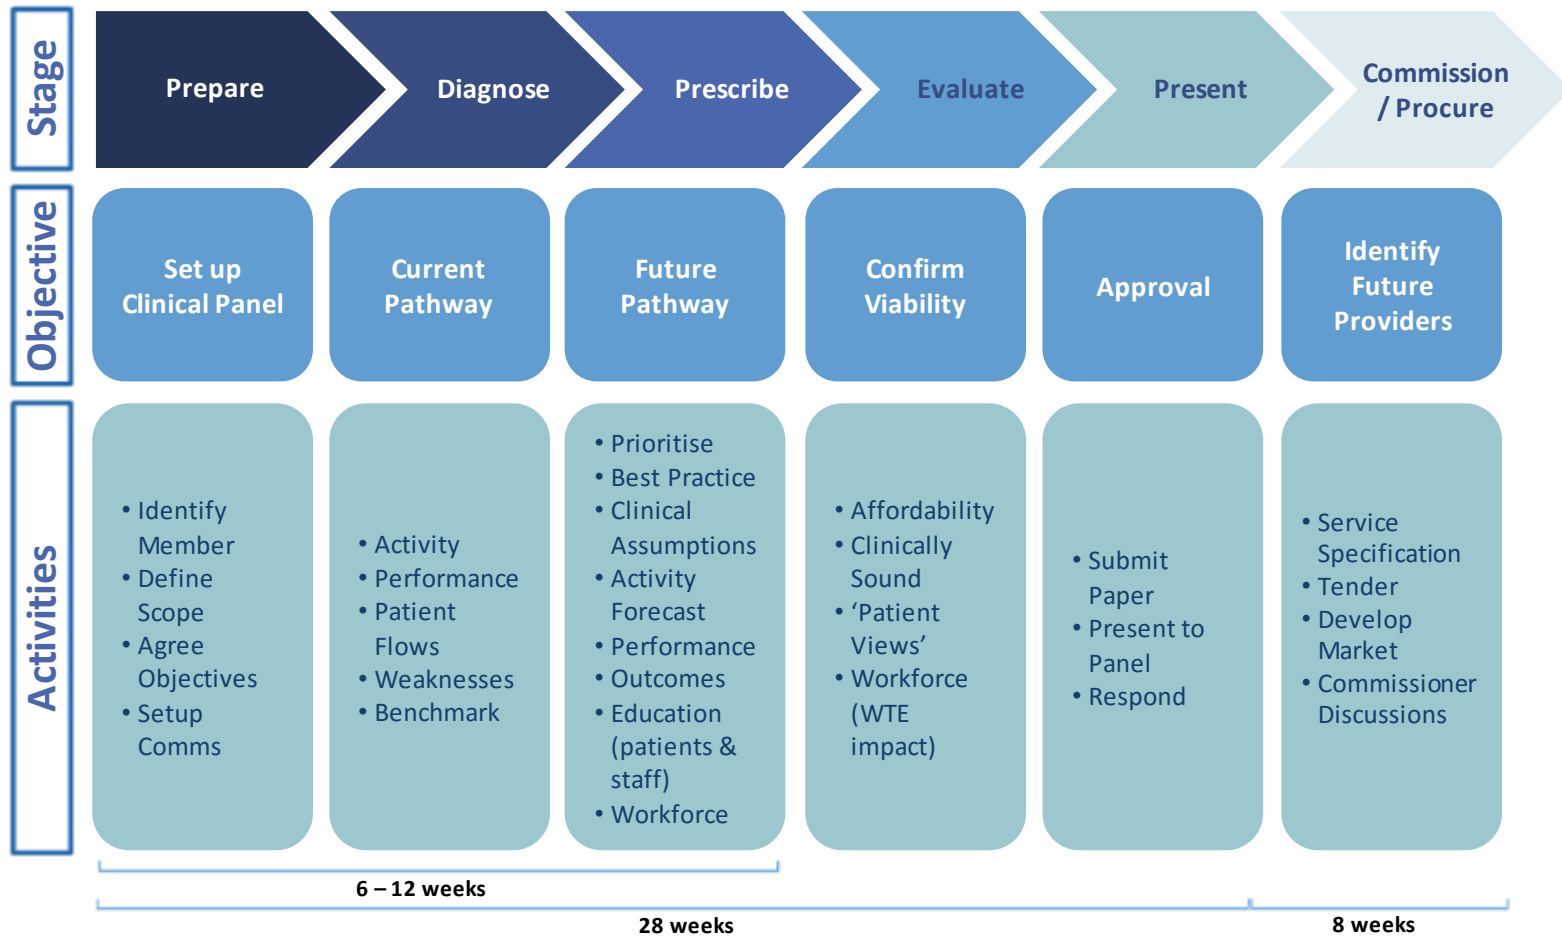 Stage
Prepare
Diagnose
Prescribe
Evaluate
Present
Commission
/ Procure
Objective
Set up
Clinical Panel
Current
Pathway
Future
Pathway
Confirm
Viability
Approval
Identify
Future
Providers
Activities
• Identify
Member
• Define
Scope
• Agree
Objectives
• Setup
Comms
• Activity
• Performance
• Patient
Flows
• Weaknesses
• Benchmark
• Prioritise
• Best Practice
• Clinical
Assumptions
• Activity
Forecast
• Performance
• Outcomes
• Education
(patients &
staff)
• Workforce
• Affordability
• Clinically
Sound
• ‘Patient
Views’
• Workforce
(WTE
impact)
• Submit
Paper
• Present to
Panel
• Respond
• Service
Specification
• Tender
• Develop
Market
• Commissioner
Discussions
6 – 12 weeks
28 weeks
8 weeks